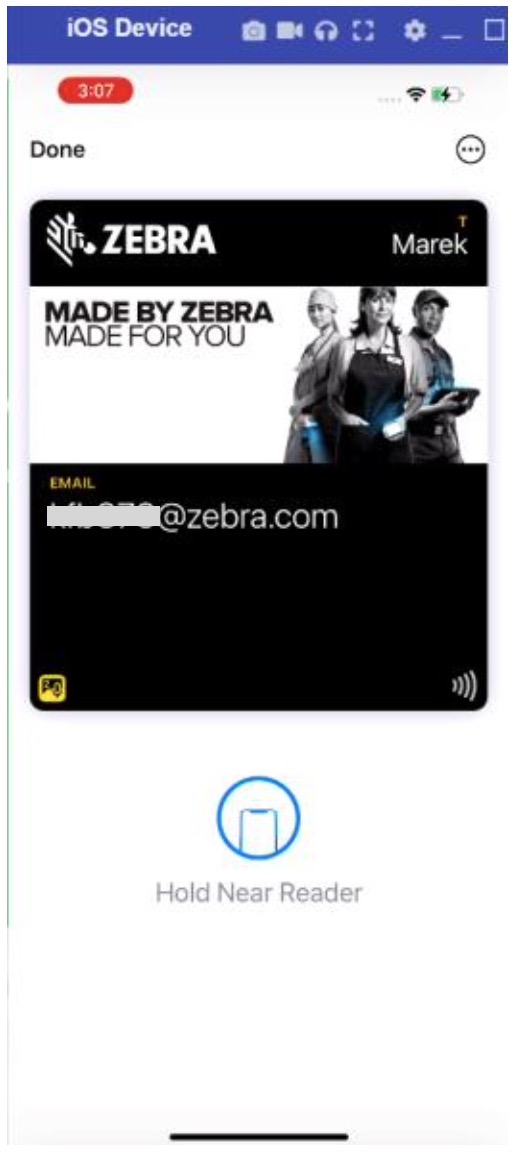 iOS Device
3:07
Done
ZEBRA
T
Marek
MADE BY ZEBRA
MADE FOR YOU
EMAIL
@zebra.com
Hold Near Reader